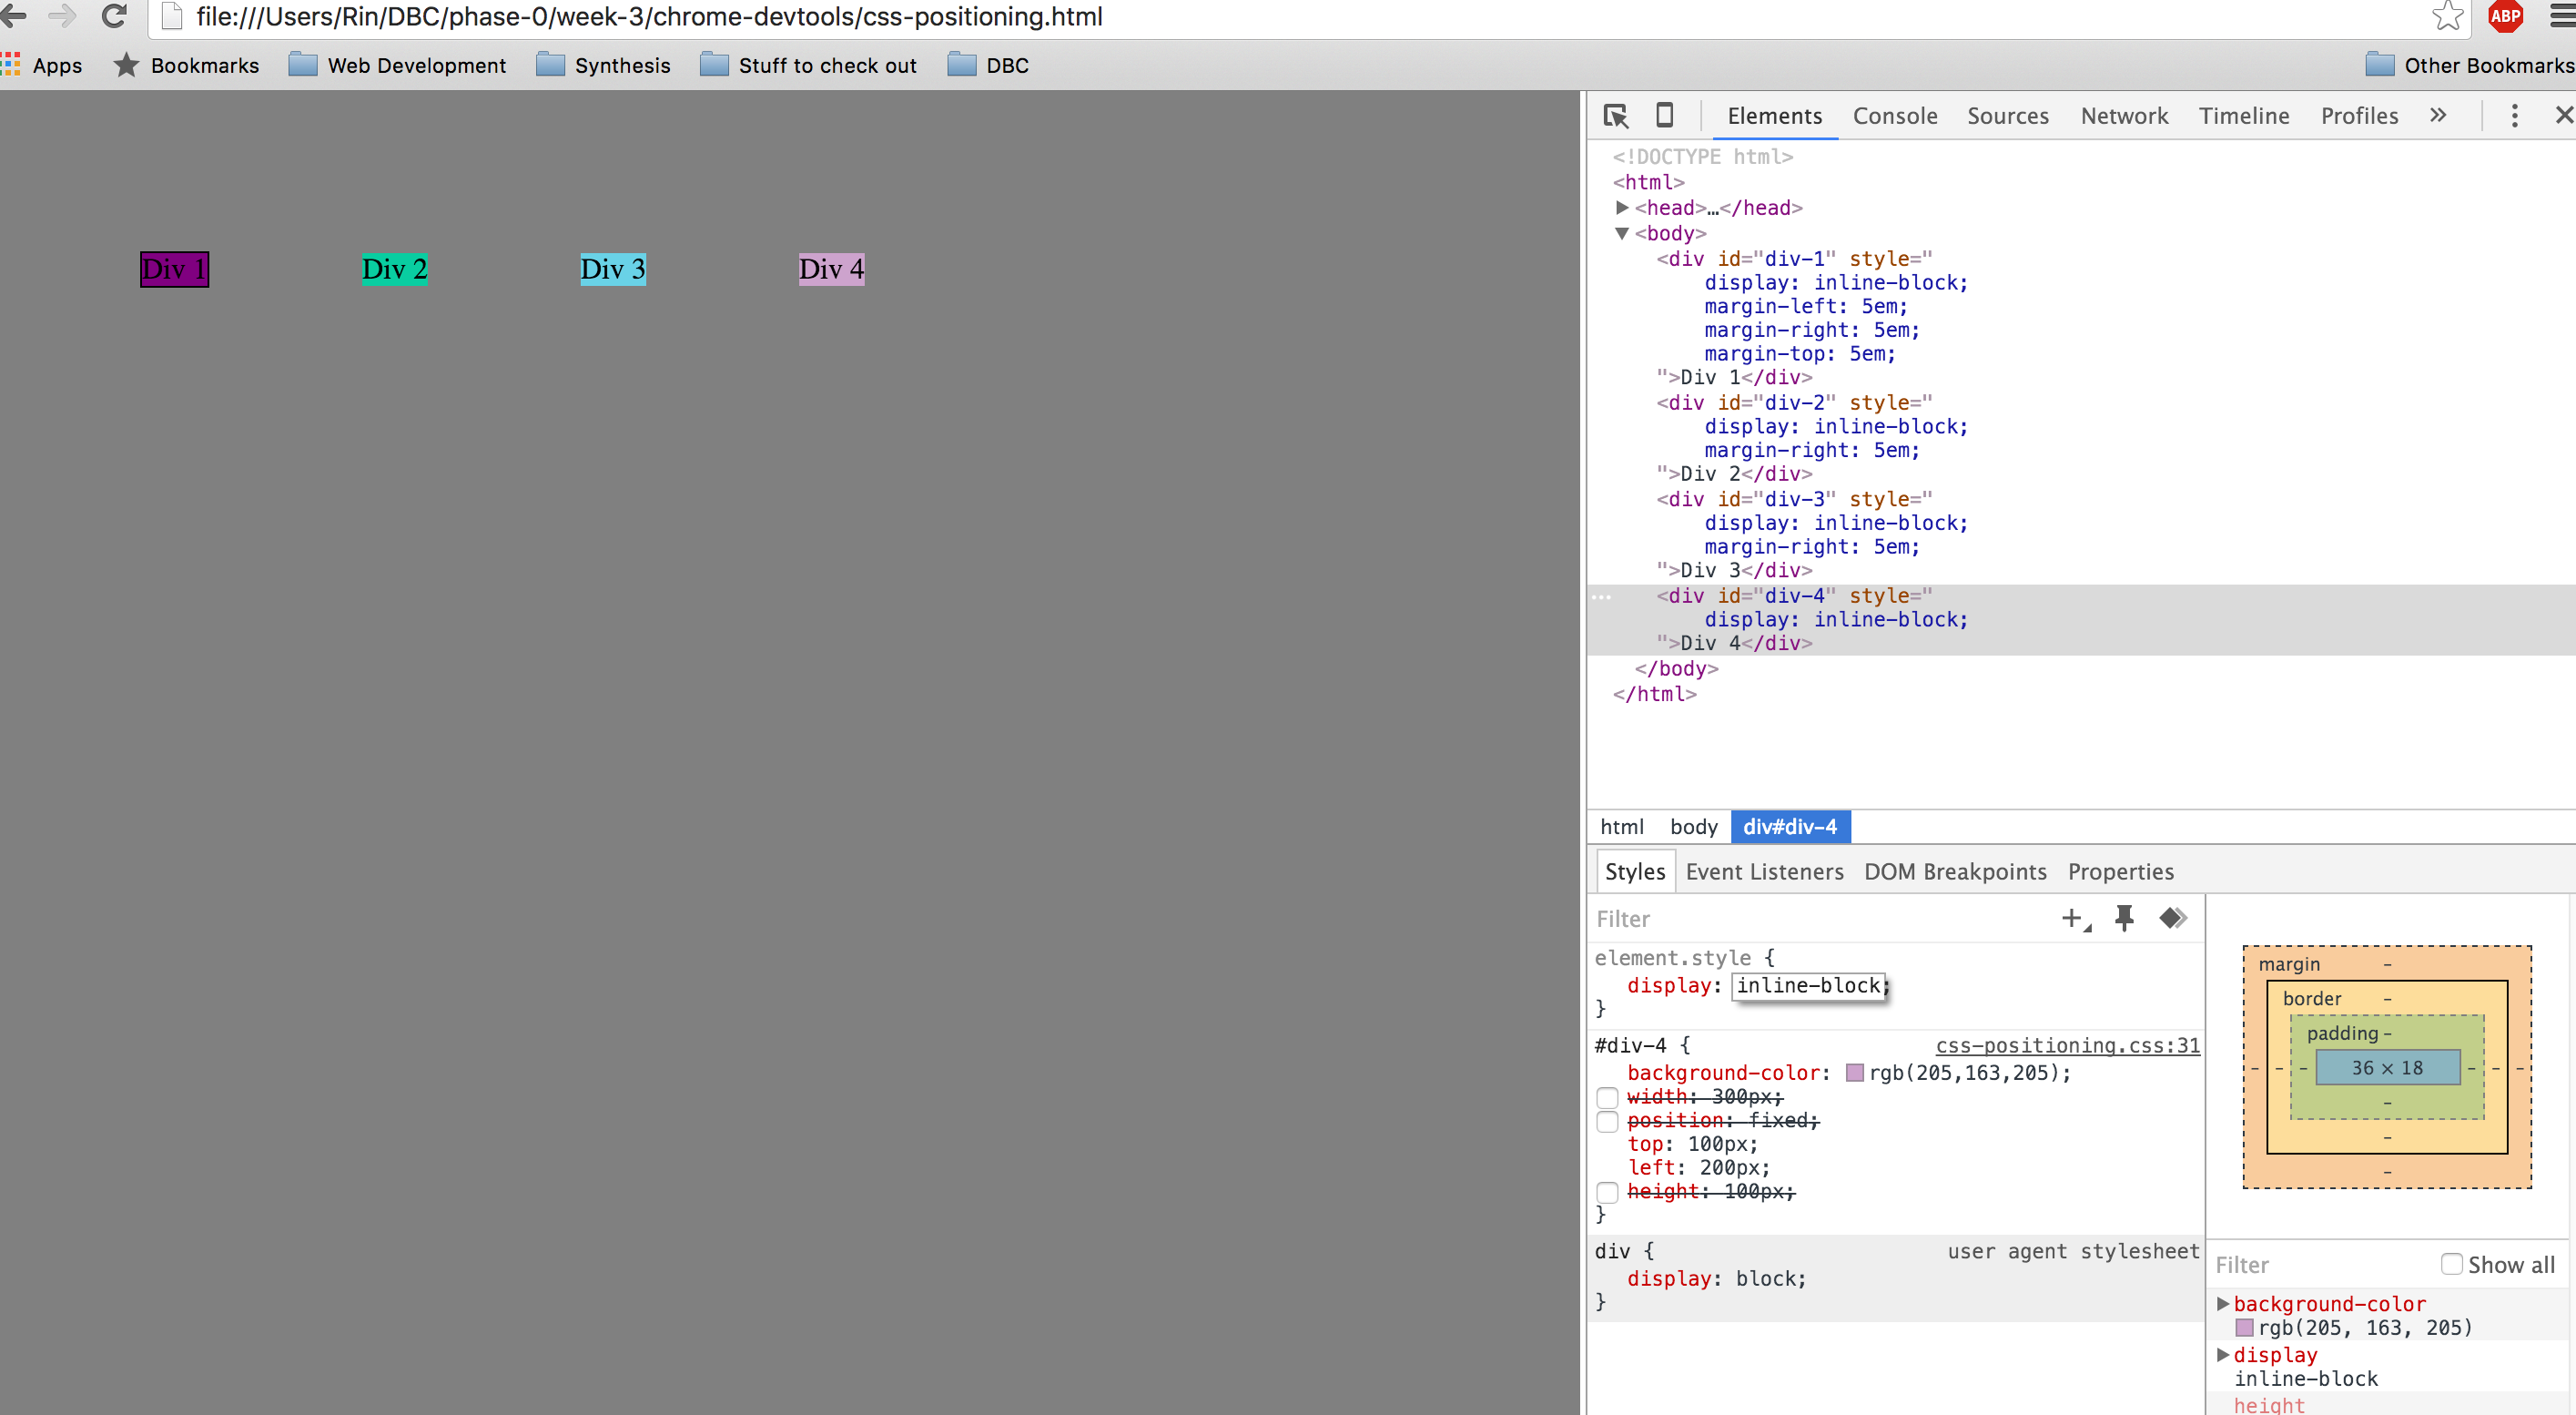 file:///Users/Rin/DBC/phase-0/week-3/chrome-devtools/css-positioning.html
ABP
Apps Bookmarks Web Development Synthesis Stuff to check out DBC Other Bookmarks
Div 1 Div 2 Div 3 Div 4
Elements Console Sources Network Timeline Profiles »
<!DOCTYPE html>
<html>
<head>…</head>
<body>
<div id="div-1" style="
display: inline-block;
margin-left: 5em;
margin-right: 5em;
margin-top: 5em;
">Div 1</div>
<div id="div-2" style="
display: inline-block;
margin-right: 5em;
">Div 2</div>
<div id="div-3" style="
display: inline-block;
margin-right: 5em;
">Div 3</div>
<div id="div-4" style="
display: inline-block;
">Div 4</div>
</body>
</html>
html body div#div-4
Styles Event Listeners DOM Breakpoints Properties
Filter
element.style {
display: inline-block;
}
#div-4 { css-positioning.css:31
background-color: rgb(205,163,205);
width: 300px;
position: fixed;
top: 100px;
left: 200px;
height: 100px;
}
div { user agent stylesheet
display: block;
}
margin -
border -
padding -
- - - 36 × 18 - - -
-
-
-
Filter Show all
background-color
rgb(205, 163, 205)
display
inline-block
height